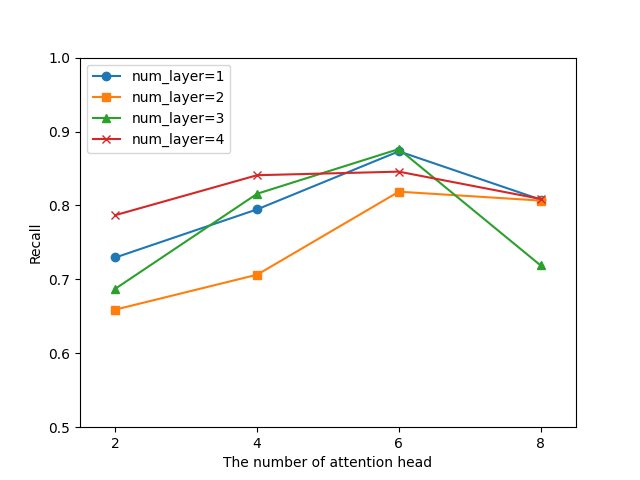 num_layer=1
num_layer=2
num_layer=3
num_layer=4
1.0
0.9
0.8
0.7
0.6
0.5
Recall
2 4 6 8
The number of attention head